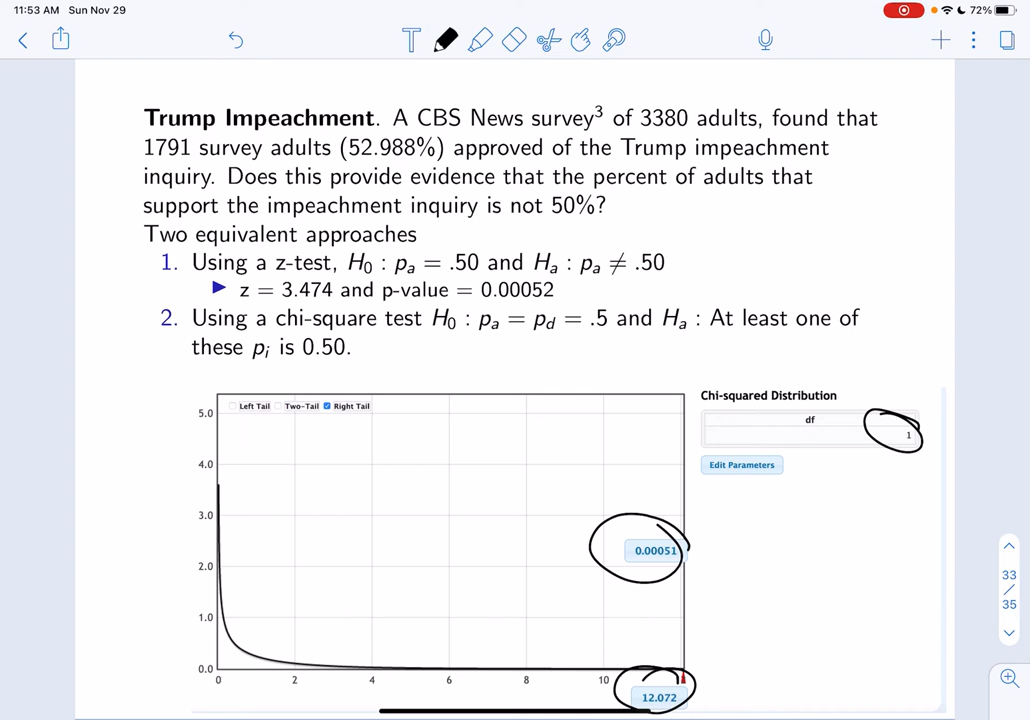 11:53 AM Sun Nov 29 72%
Trump Impeachment. A CBS News survey³ of 3380 adults, found that
1791 survey adults (52.988%) approved of the Trump impeachment
inquiry. Does this provide evidence that the percent of adults that
support the impeachment inquiry is not 50%?
Two equivalent approaches
1. Using a z-test, H₀ : pₐ = .50 and Hₐ : pₐ ≠ .50
▶ z = 3.474 and p-value = 0.00052
2. Using a chi-square test H₀ : pₐ = p_d = .5 and Hₐ : At least one of
these pᵢ is 0.50.
Left Tail Two-Tail Right Tail
5.0
4.0
3.0
2.0
1.0
0.0
0 2 4 6 8 10
0.00051
12.072
Chi-squared Distribution
df
1
Edit Parameters
33
/
35